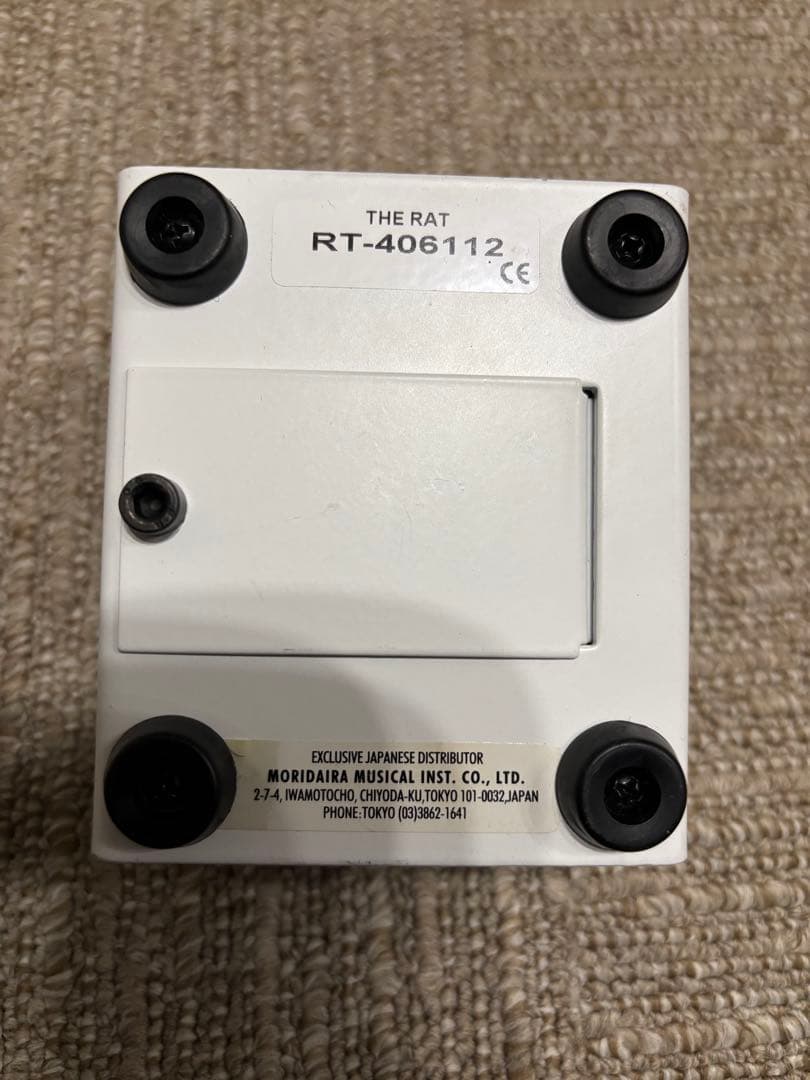 THE RAT
RT-406112
CE
EXCLUSIVE JAPANESE DISTRIBUTOR
MORIDAIRA MUSICAL INST. CO., LTD.
2-7-4, IWAMOTOCHO, CHIYODA-KU,TOKYO 101-0032,JAPAN
PHONE:TOKYO (03)3862-1641